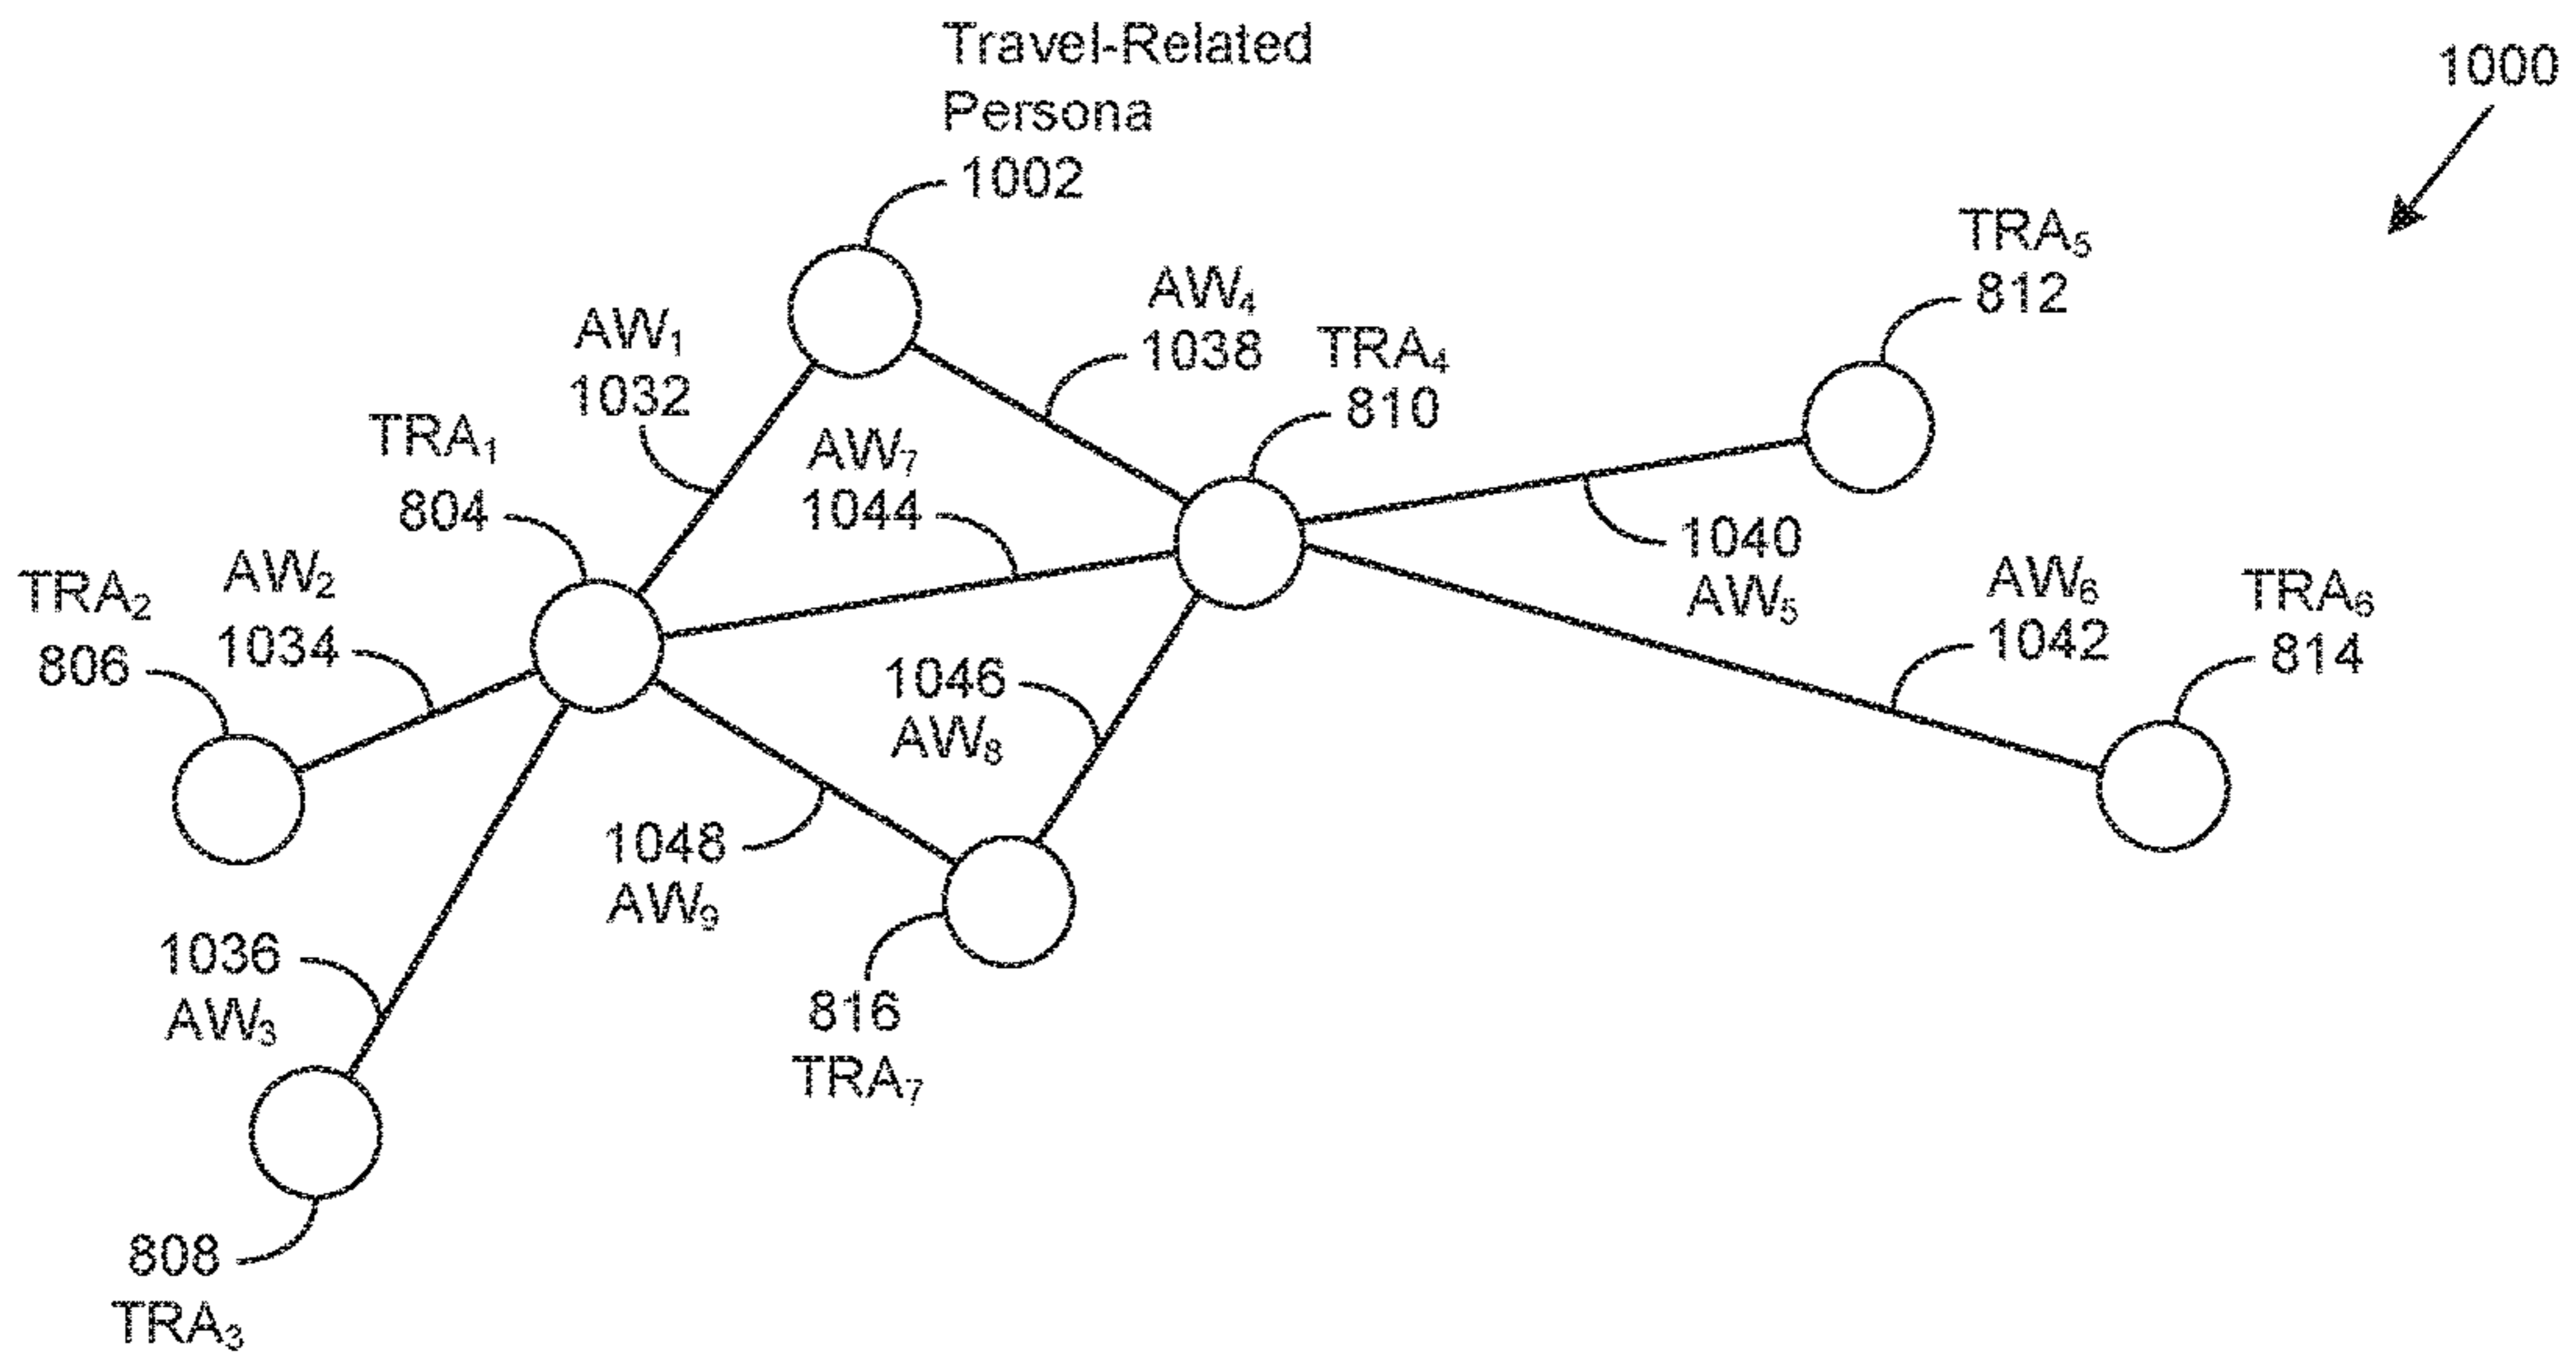 Travel-Related
Persona
1002
1000
TRA₅
812
AW₄
1038
AW₁
1032
TRA₄
810
TRA₁
804
AW₇
1044
1040
AW₅
AW₆
1042
TRA₆
814
AW₂
1034
TRA₂
806
1046
AW₈
1048
AW₉
1036
AW₃
816
TRA₇
808
TRA₃